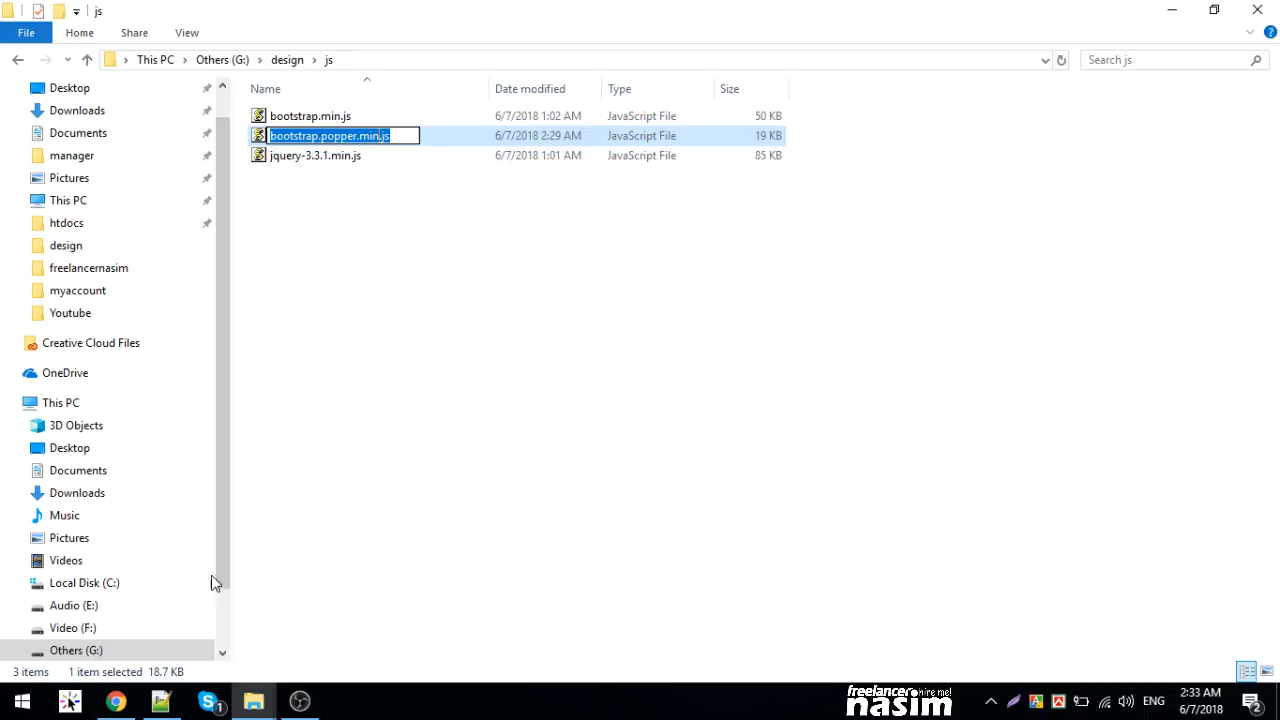 js
File Home Share View
This PC Others (G:) design js
Search js
Name Date modified Type Size
bootstrap.min.js 6/7/2018 1:02 AM JavaScript File 50 KB
bootstrap.popper.min.js 6/7/2018 2:29 AM JavaScript File 19 KB
jquery-3.3.1.min.js 6/7/2018 1:01 AM JavaScript File 85 KB
Desktop
Downloads
Documents
manager
Pictures
This PC
htdocs
design
freelancernasim
myaccount
Youtube
Creative Cloud Files
OneDrive
This PC
3D Objects
Desktop
Documents
Downloads
Music
Pictures
Videos
Local Disk (C:)
Audio (E:)
Video (F:)
Others (G:)
3 items 1 item selected 18.7 KB
freelancer hire me!
nasim
1
ENG
2:33 AM
6/7/2018
2